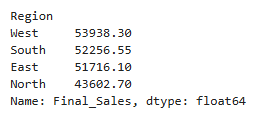 Region
West     53938.30
South    52256.55
East     51716.10
North    43602.70
Name: Final_Sales, dtype: float64